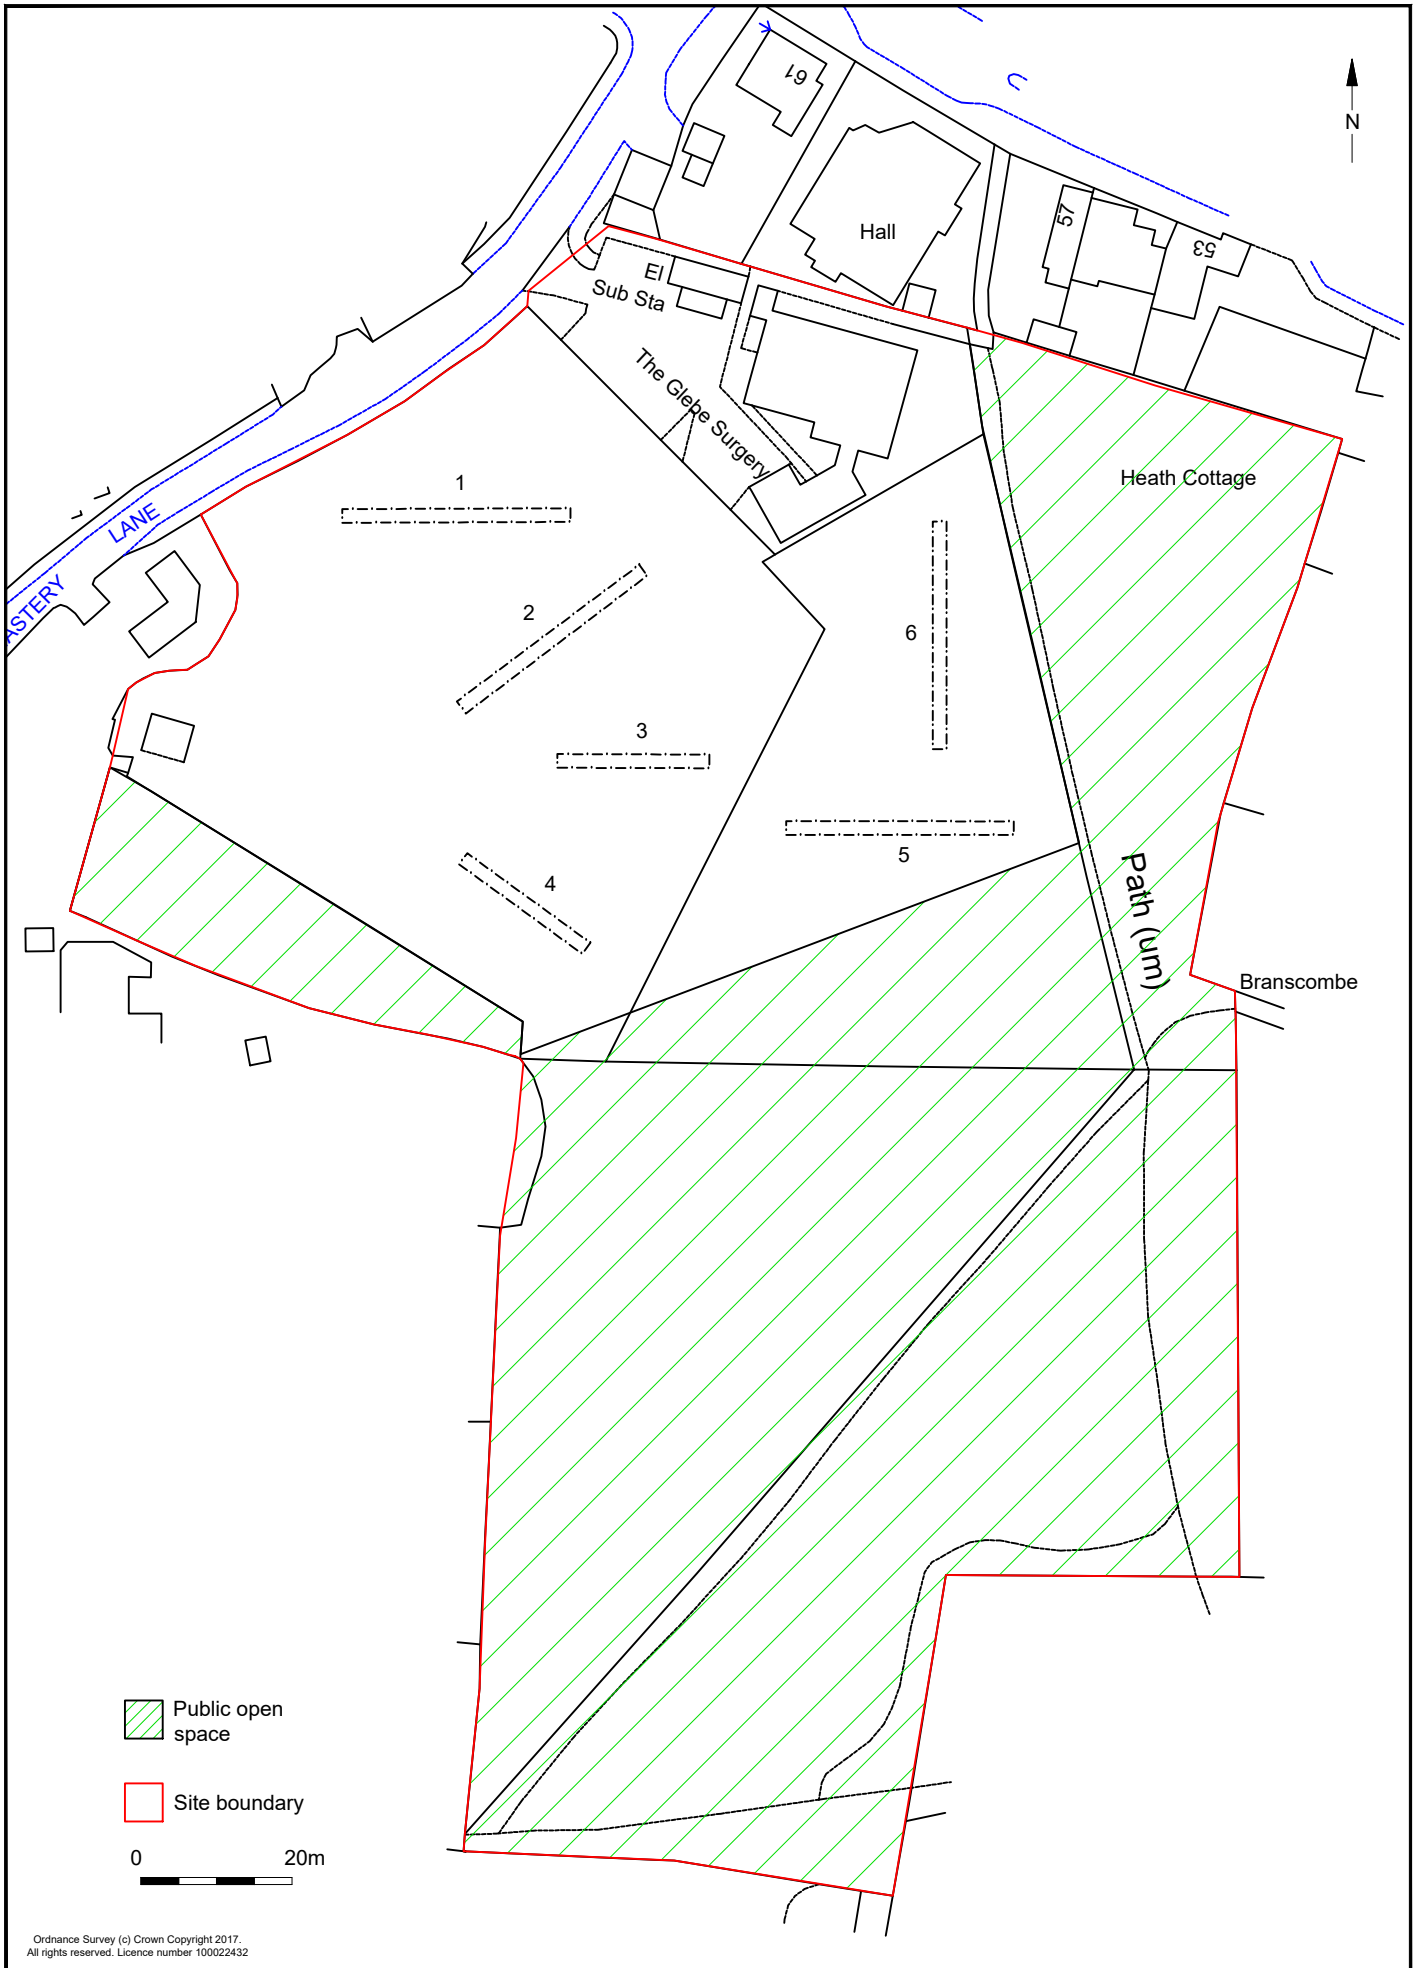 61
N
Hall
57
53
El
Sub Sta
The Glebe Surgery
Heath Cottage
1
LANE
ASTERY
2
6
3
5
4
Path (um)
Branscombe
Public open
space
Site boundary
0 20m
Ordnance Survey (c) Crown Copyright 2017.
All rights reserved. Licence number 100022432